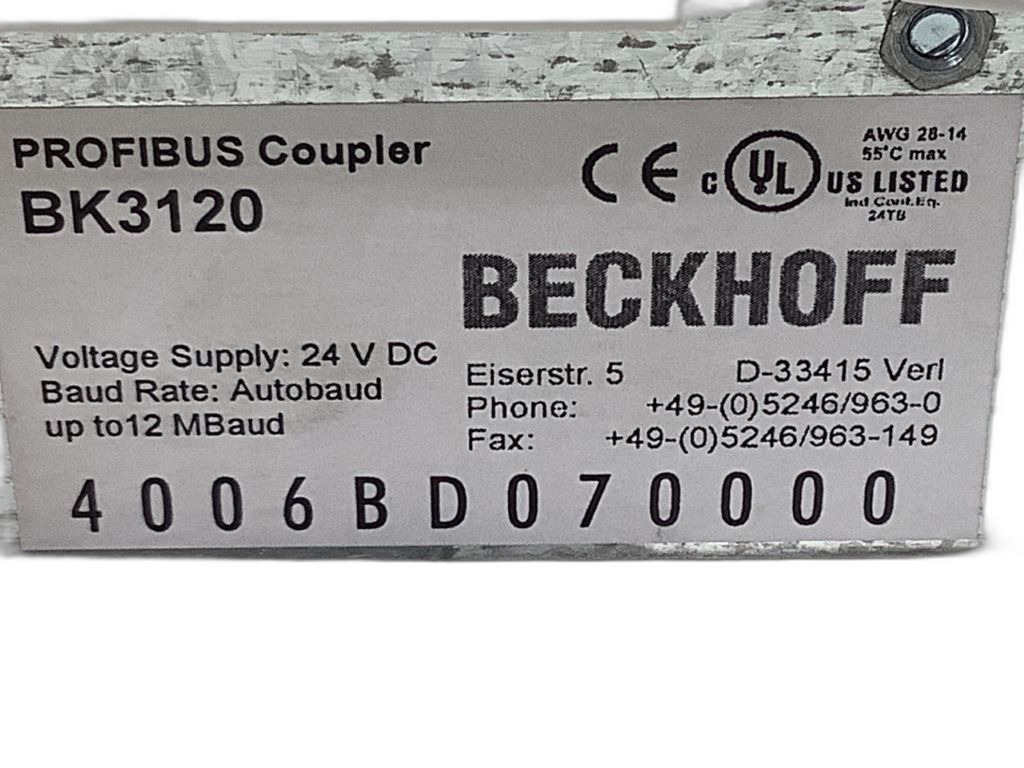 PROFIBUS Coupler
BK3120
CE
C UL US LISTED
AWG 28-14
55°C max
Ind.Cont.Eq.
24TB
BECKHOFF
Voltage Supply: 24 V DC
Baud Rate: Autobaud
up to12 MBaud
Eiserstr. 5 D-33415 Verl
Phone: +49-(0)5246/963-0
Fax: +49-(0)5246/963-149
4006BD070000